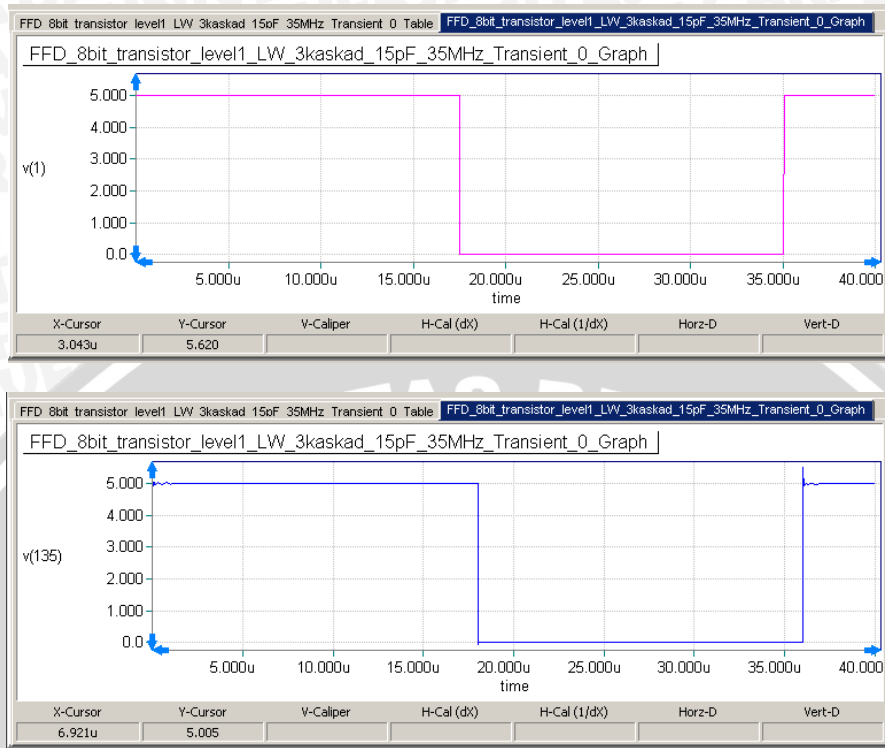 FFD 8bit transistor level1 LW 3kaskad 15pF 35MHz Transient 0 Table FFD_8bit_transistor_level1_LW_3kaskad_15pF_35MHz_Transient_0_Graph
FFD_8bit_transistor_level1_LW_3kaskad_15pF_35MHz_Transient_0_Graph
5.000
4.000
3.000
v(1)
2.000
1.000
0.0
5.000u 10.000u 15.000u 20.000u 25.000u 30.000u 35.000u 40.000
time
X-Cursor Y-Cursor V-Caliper H-Cal (dX) H-Cal (1/dX) Horz-D Vert-D
3.043u 5.620
FFD 8bit transistor level1 LW 3kaskad 15pF 35MHz Transient 0 Table FFD_8bit_transistor_level1_LW_3kaskad_15pF_35MHz_Transient_0_Graph
FFD_8bit_transistor_level1_LW_3kaskad_15pF_35MHz_Transient_0_Graph
5.000
4.000
3.000
v(135)
2.000
1.000
0.0
5.000u 10.000u 15.000u 20.000u 25.000u 30.000u 35.000u 40.000
time
X-Cursor Y-Cursor V-Caliper H-Cal (dX) H-Cal (1/dX) Horz-D Vert-D
6.921u 5.005